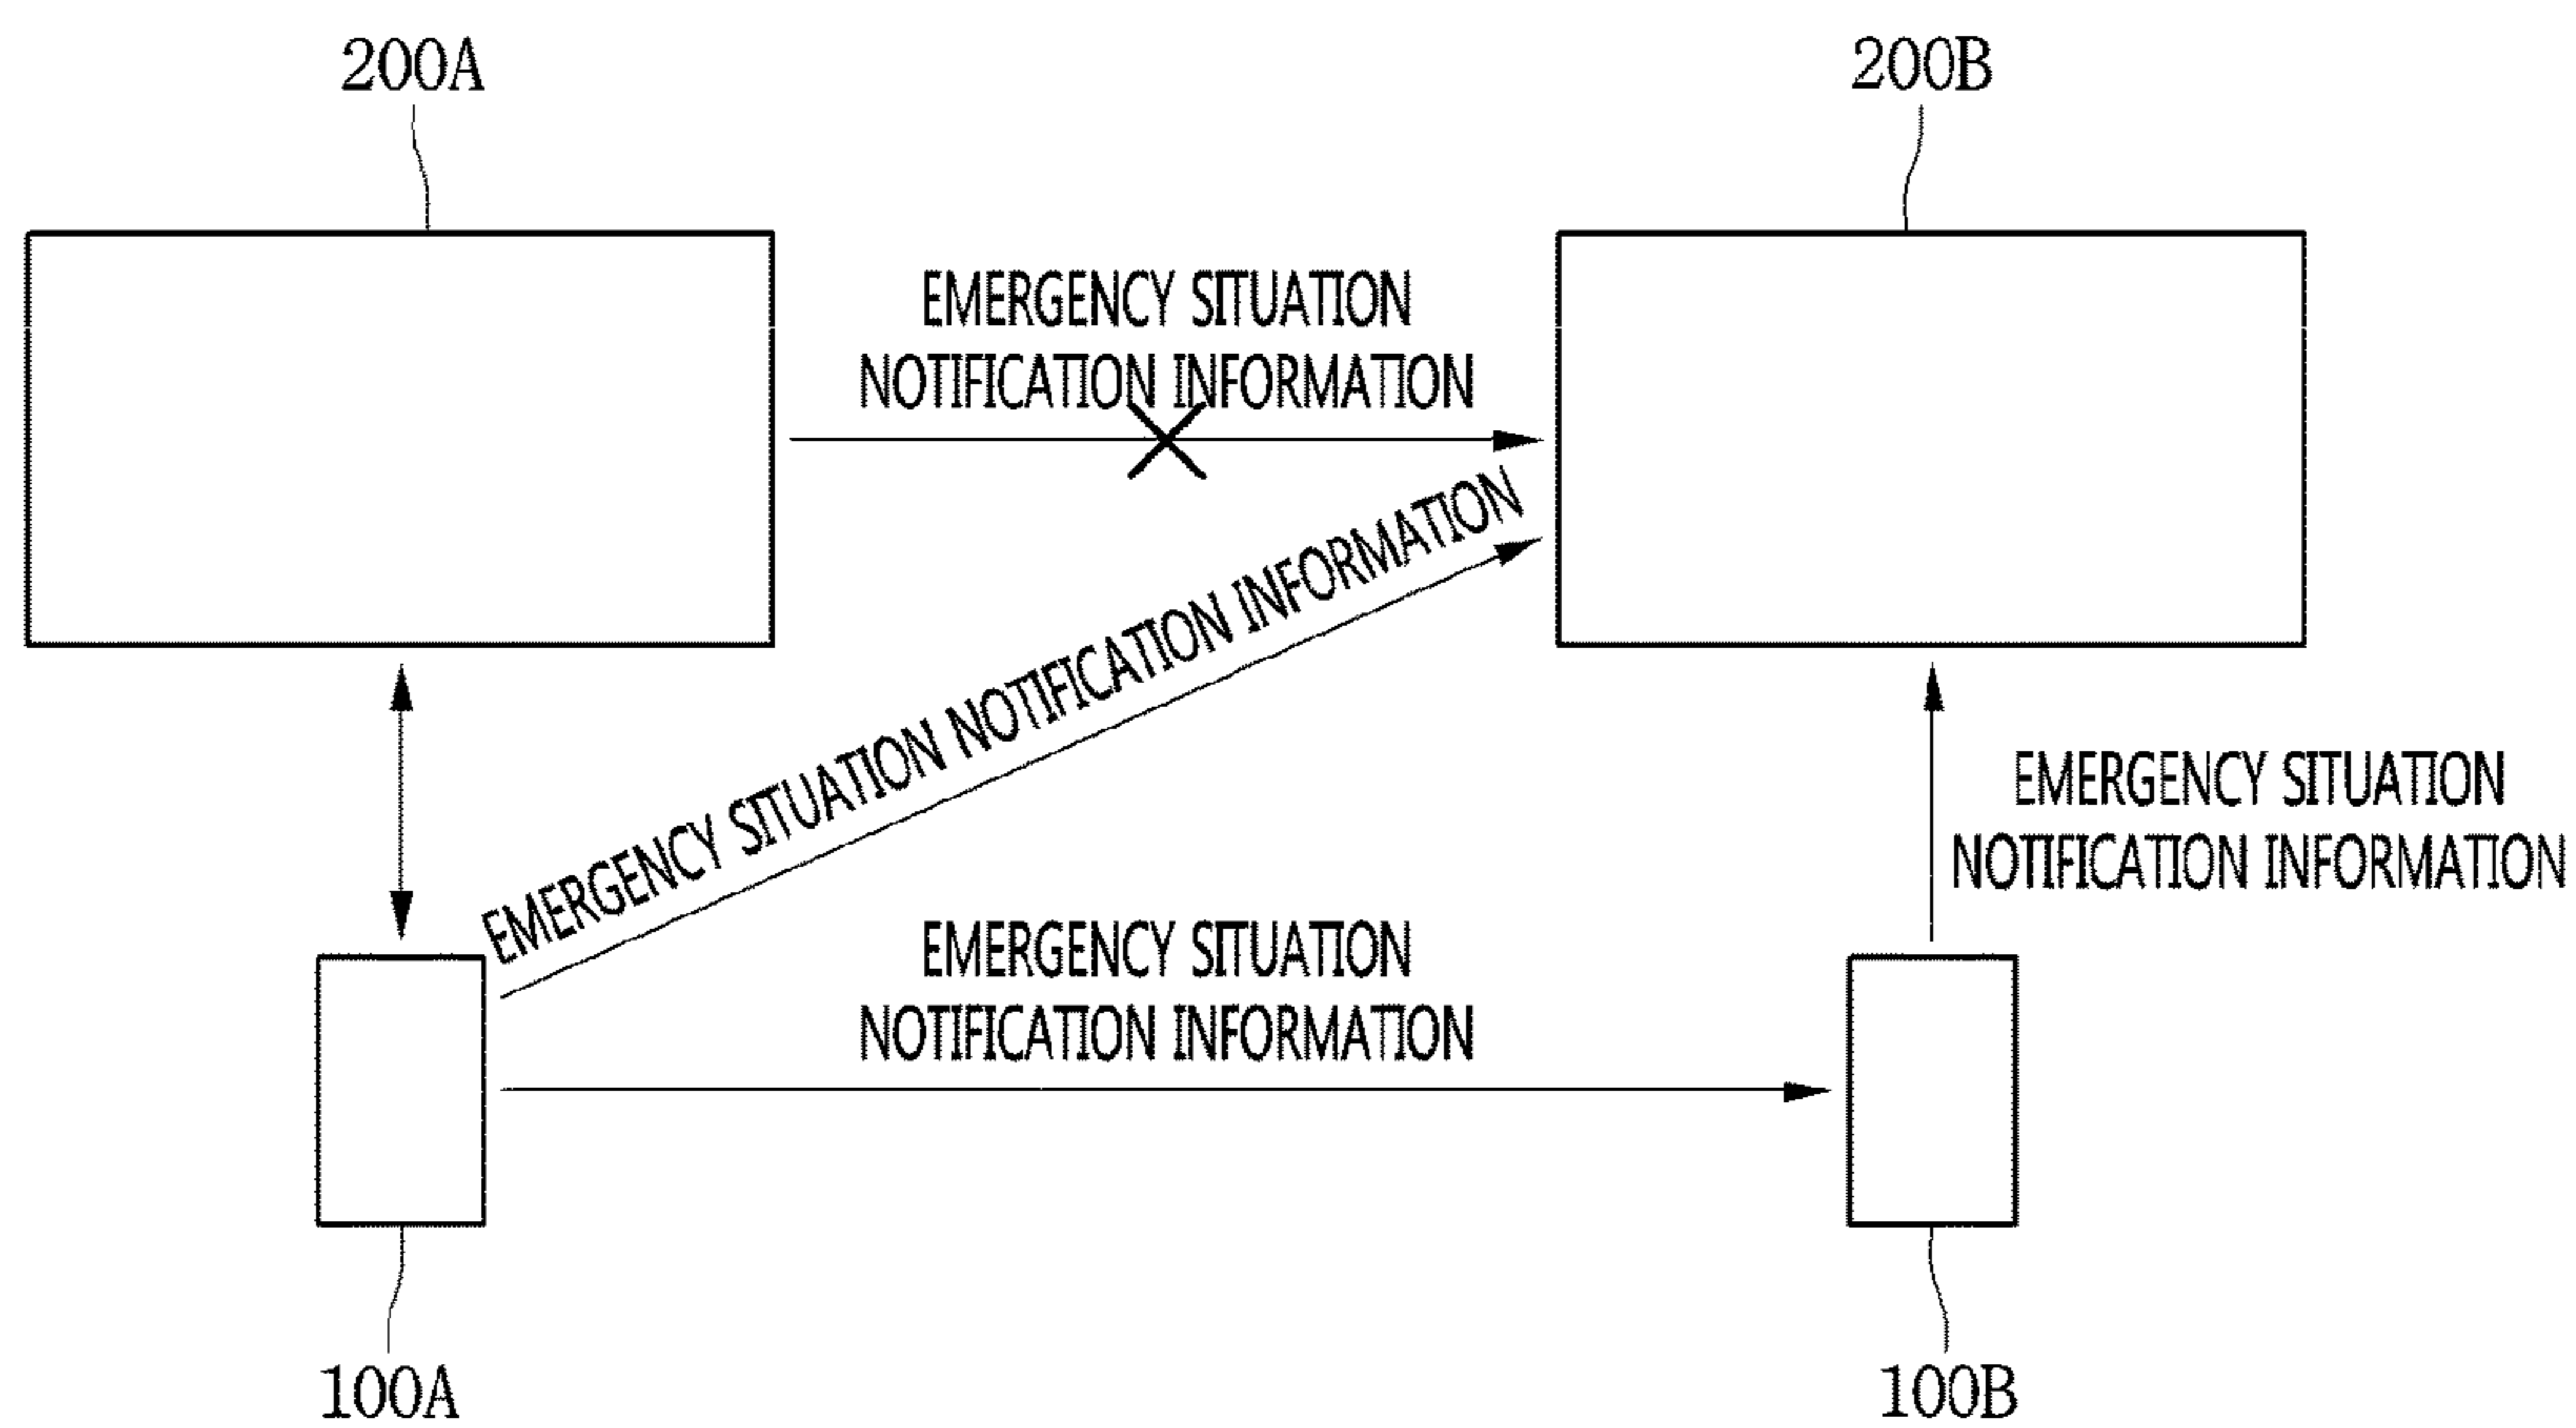 200A
200B
EMERGENCY SITUATION
NOTIFICATION INFORMATION
EMERGENCY SITUATION NOTIFICATION INFORMATION
EMERGENCY SITUATION
NOTIFICATION INFORMATION
EMERGENCY SITUATION
NOTIFICATION INFORMATION
100A
100B